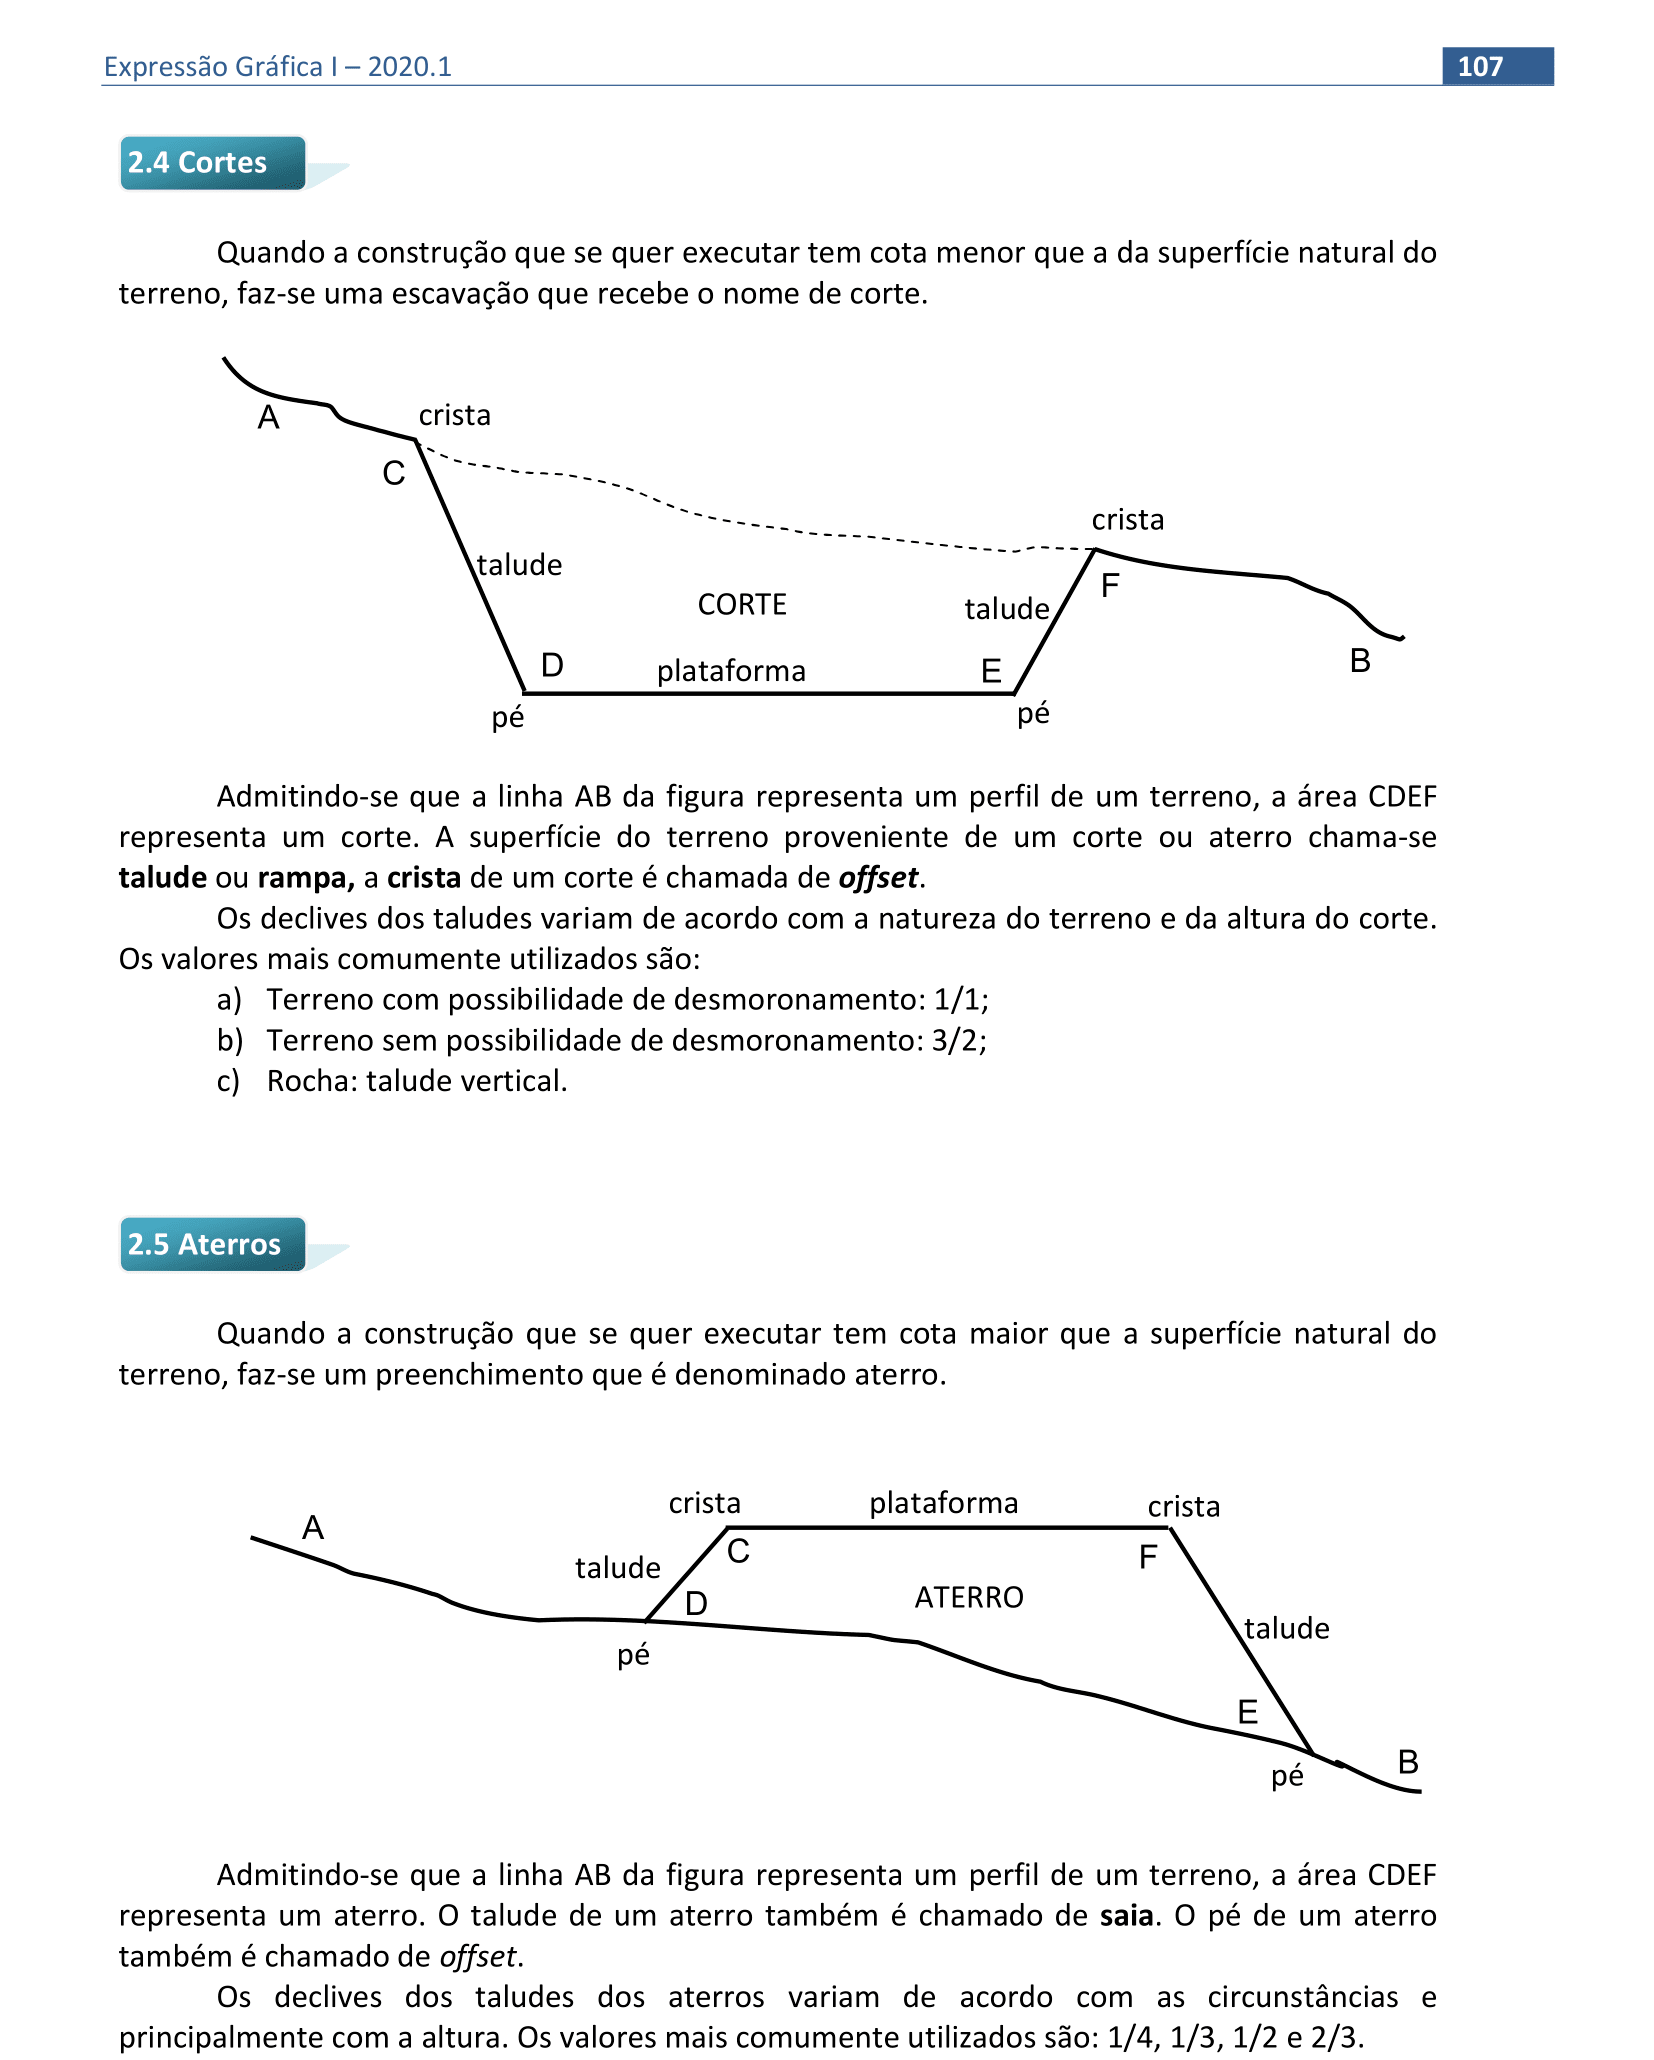 Expressão Gráfica I – 2020.1
107
2.4 Cortes
Quando a construção que se quer executar tem cota menor que a da superfície natural do
terreno, faz-se uma escavação que recebe o nome de corte.
A
crista
C
crista
talude
F
CORTE
talude
D
plataforma
E
B
pé
pé
Admitindo-se que a linha AB da figura representa um perfil de um terreno, a área CDEF
representa um corte. A superfície do terreno proveniente de um corte ou aterro chama-se
talude ou rampa, a crista de um corte é chamada de offset.
Os declives dos taludes variam de acordo com a natureza do terreno e da altura do corte.
Os valores mais comumente utilizados são:
a) Terreno com possibilidade de desmoronamento: 1/1;
b) Terreno sem possibilidade de desmoronamento: 3/2;
c) Rocha: talude vertical.
2.5 Aterros
Quando a construção que se quer executar tem cota maior que a superfície natural do
terreno, faz-se um preenchimento que é denominado aterro.
crista
plataforma
crista
A
C
F
talude
D
ATERRO
talude
pé
E
B
pé
Admitindo-se que a linha AB da figura representa um perfil de um terreno, a área CDEF
representa um aterro. O talude de um aterro também é chamado de saia. O pé de um aterro
também é chamado de offset.
Os declives dos taludes dos aterros variam de acordo com as circunstâncias e
principalmente com a altura. Os valores mais comumente utilizados são: 1/4, 1/3, 1/2 e 2/3.